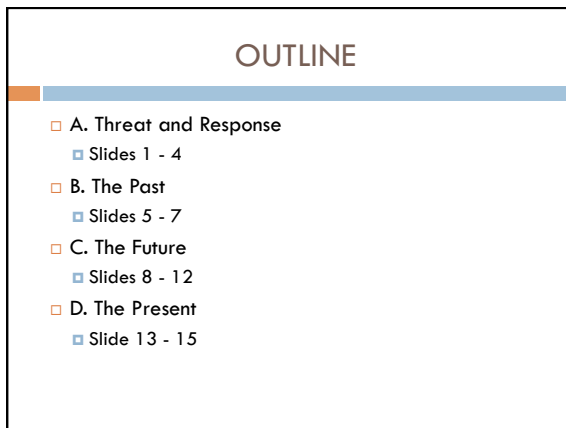 OUTLINE
A. Threat and Response
Slides 1 - 4
B. The Past
Slides 5 - 7
C. The Future
Slides 8 - 12
D. The Present
Slide 13 - 15